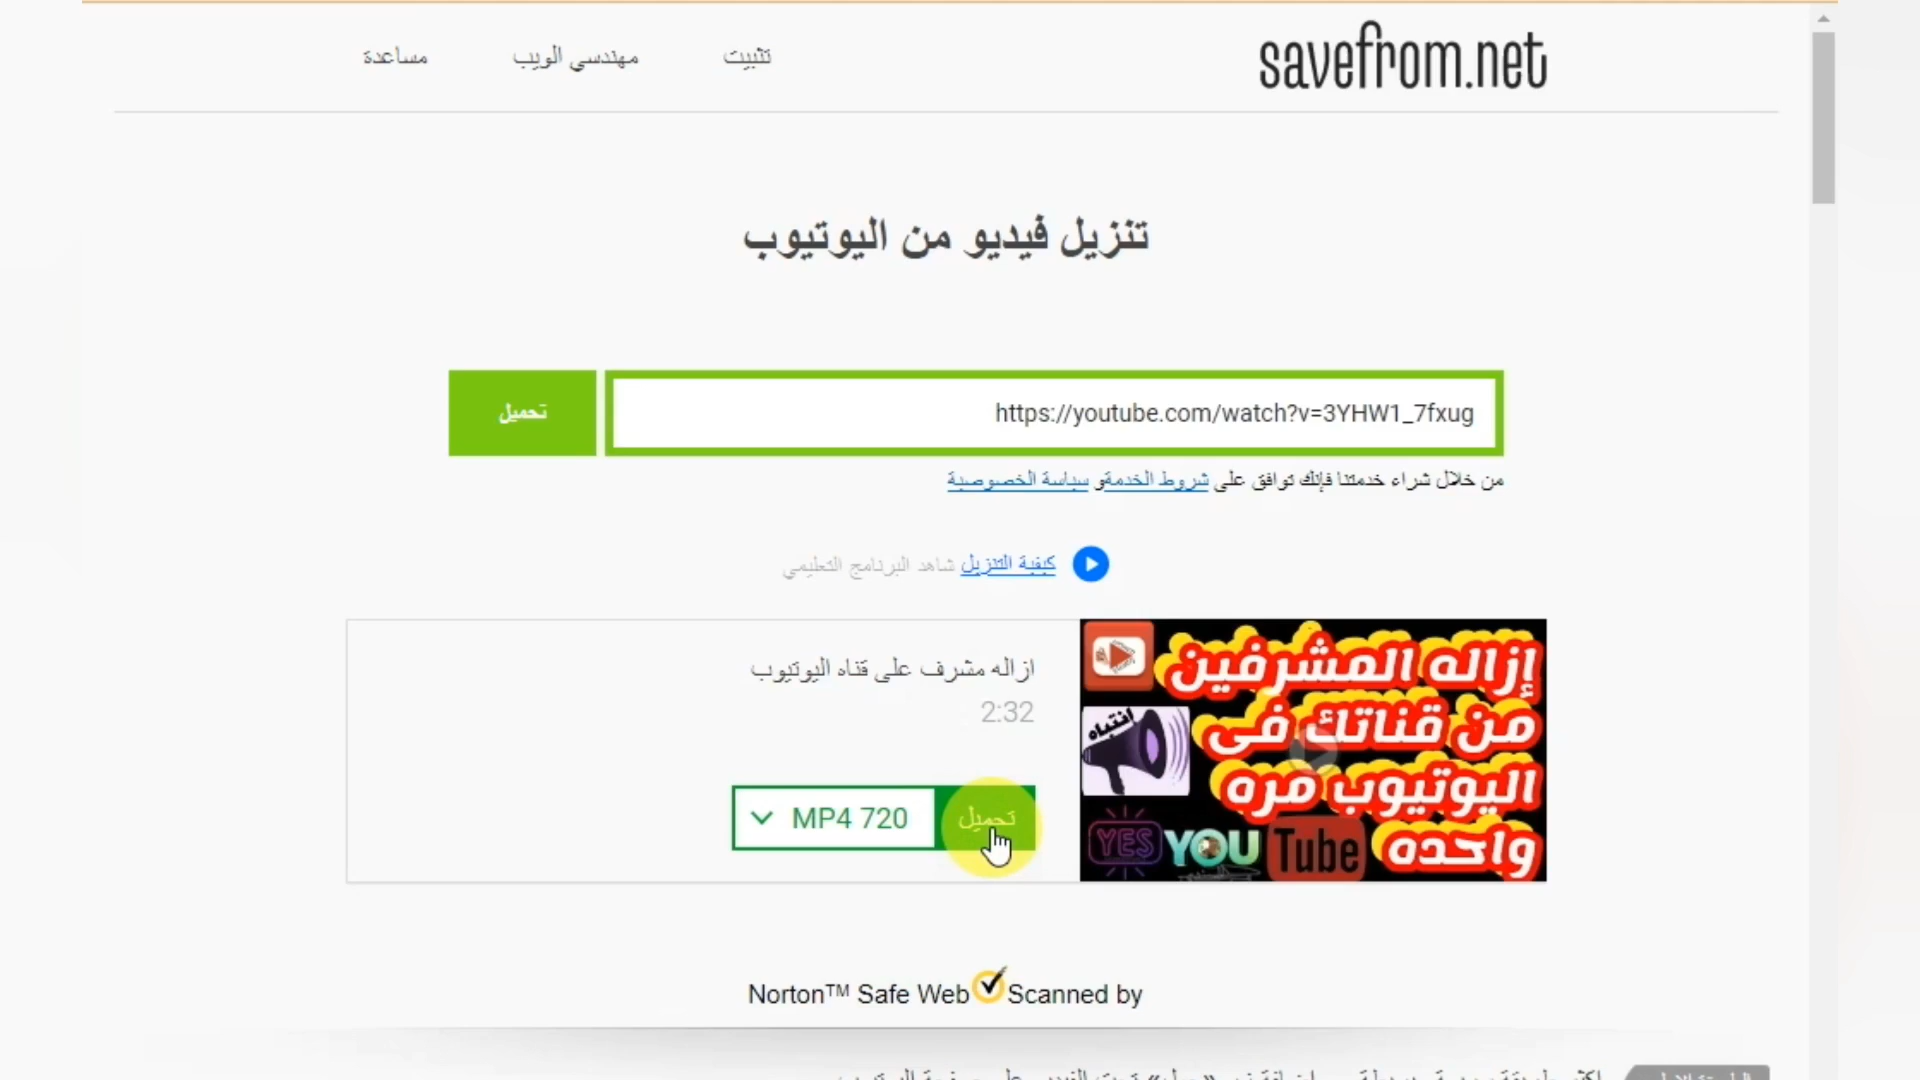 savefrom.net
تثبيت
مهندسي الويب
مساعدة
تنزيل فيديو من اليوتيوب
https://youtube.com/watch?v=3YHW1_7fxug
تحميل
من خلال شراء خدمتنا فإنك توافق على شروط الخدمةو سياسة الخصوصية
كيفية التنزيل شاهد البرنامج التعليمي
ازاله مشرف على قناه اليوتيوب
2:32
تحميل
MP4 720
إزاله المشرفين
من قناتك فى
اليوتيوب مره
واحده
انتباه
YES YOU Tube
Norton™ Safe Web Scanned by